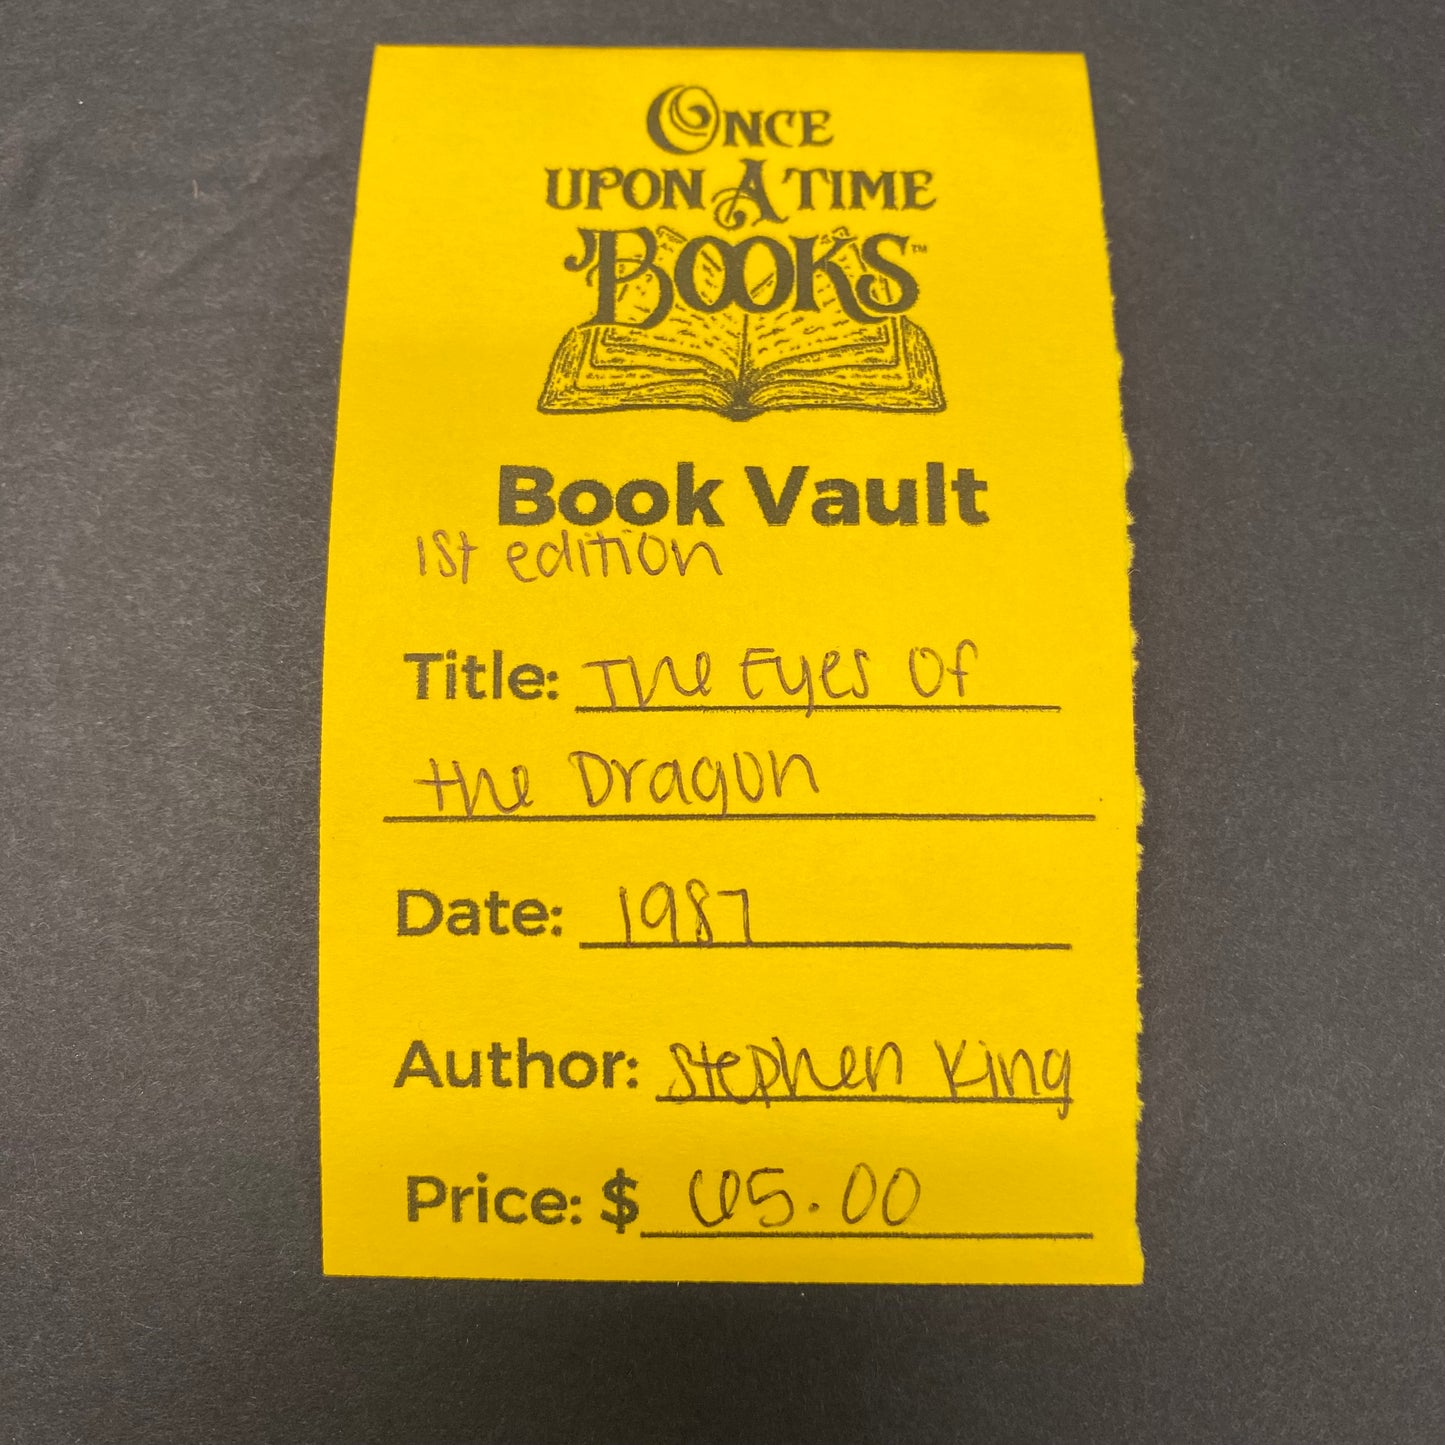 ONCE
UPON A TIME
BOOKS™
Book Vault
1st edition
Title: The Eyes Of
the Dragon
Date: 1987
Author: Stephen King
Price: $ 65.00